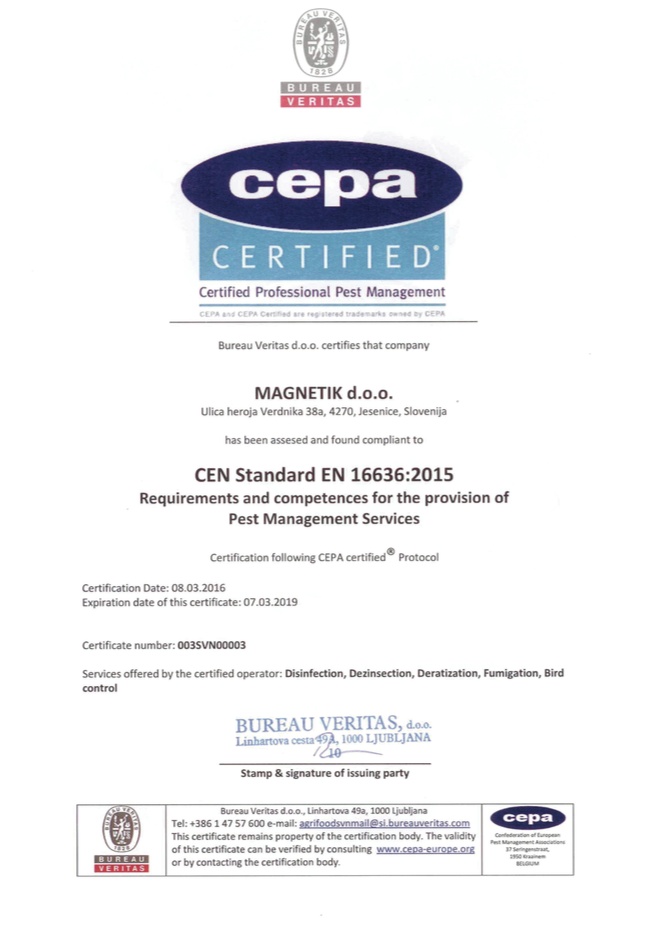 BUREAU VERITAS
1828
BUREAU
VERITAS
cepa
CERTIFIED®
Certified Professional Pest Management
CEPA and CEPA Certified are registered trademarks owned by CEPA
Bureau Veritas d.o.o. certifies that company
MAGNETIK d.o.o.
Ulica heroja Verdnika 38a, 4270, Jesenice, Slovenija
has been assesed and found compliant to
CEN Standard EN 16636:2015
Requirements and competences for the provision of
Pest Management Services
Certification following CEPA certified® Protocol
Certification Date: 08.03.2016
Expiration date of this certificate: 07.03.2019
Certificate number: 003SVN00003
Services offered by the certified operator: Disinfection, Dezinsection, Deratization, Fumigation, Bird
control
BUREAU VERITAS, d.o.o.
Linhartova cesta 49A, 1000 LJUBLJANA
10
Stamp & signature of issuing party
BUREAU VERITAS
1828
BUREAU
VERITAS
Bureau Veritas d.o.o., Linhartova 49a, 1000 Ljubljana
Tel: +386 1 47 57 600 e-mail: agrifoodsvnmail@si.bureauveritas.com
This certificate remains property of the certification body. The validity
of this certificate can be verified by consulting www.cepa-europe.org
or by contacting the certification body.
cepa
Confederation of European
Pest Management Associations
37 Seringenstraat,
1950 Kraainem
BELGIUM